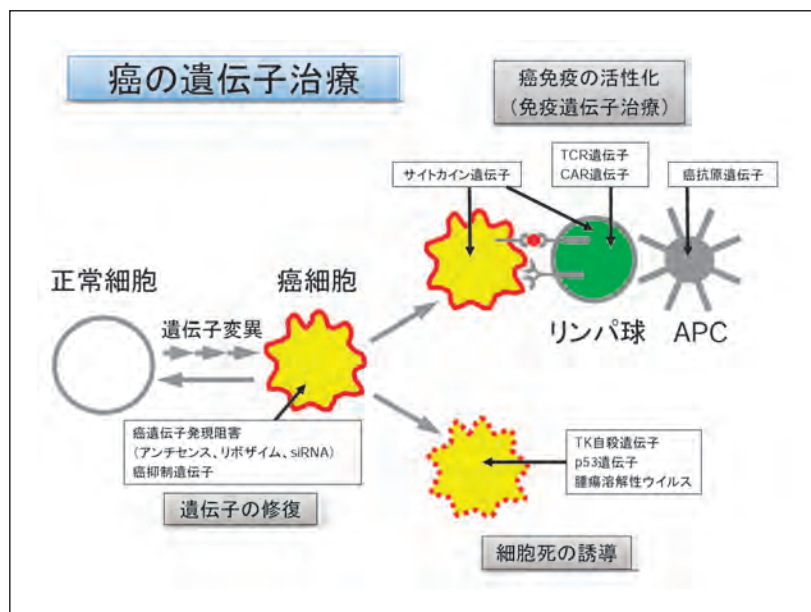 癌の遺伝子治療
癌免疫の活性化
（免疫遺伝子治療）
サイトカイン遺伝子
TCR遺伝子
CAR遺伝子
癌抗原遺伝子
正常細胞
癌細胞
遺伝子変異
リンパ球
APC
癌遺伝子発現阻害
（アンチセンス、リボザイム、siRNA）
癌抑制遺伝子
遺伝子の修復
TK自殺遺伝子
p53遺伝子
腫瘍溶解性ウイルス
細胞死の誘導